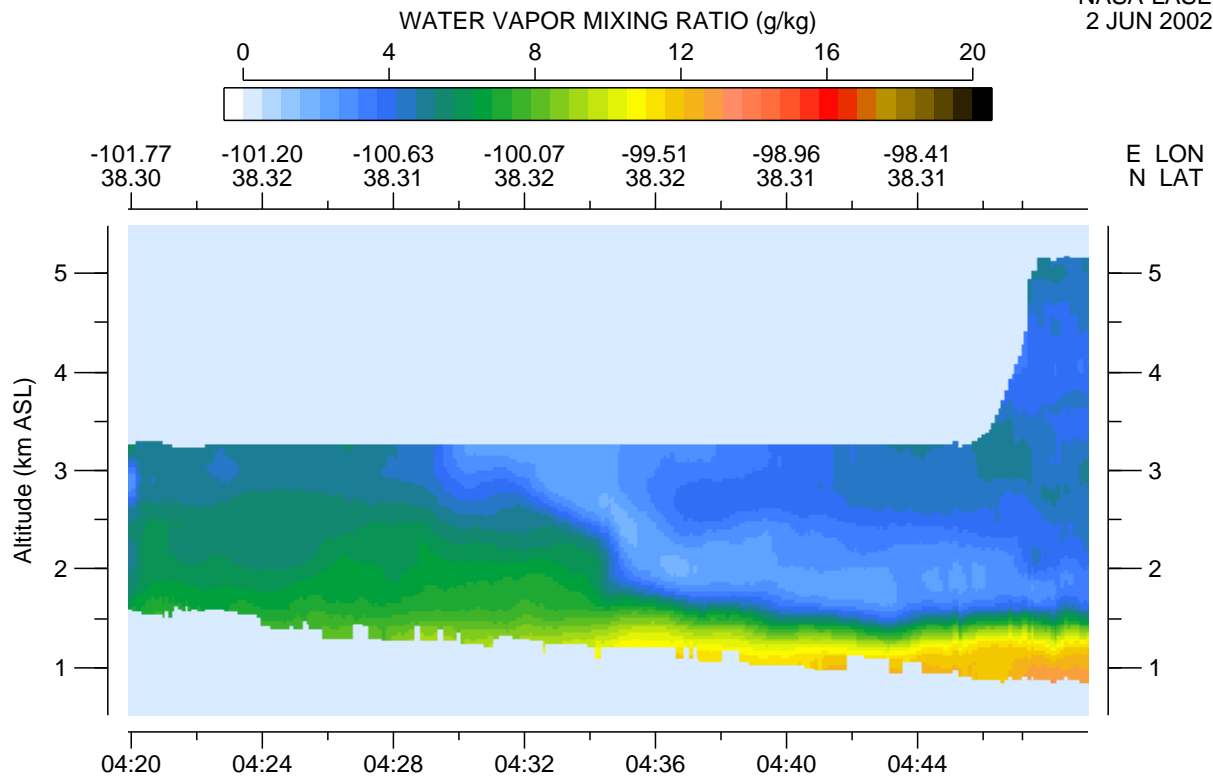 NASA LASE
WATER VAPOR MIXING RATIO (g/kg)
2 JUN 2002
0 4 8 12 16 20
-101.77 -101.20 -100.63 -100.07 -99.51 -98.96 -98.41 E LON
38.30 38.32 38.31 38.32 38.32 38.31 38.31 N LAT
5 5
4 4
3 3
Altitude (km ASL)
2 2
1 1
04:20 04:24 04:28 04:32 04:36 04:40 04:44